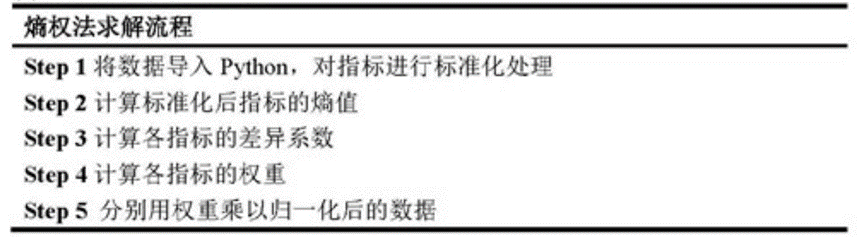 熵权法求解流程
Step 1 将数据导入 Python，对指标进行标准化处理
Step 2 计算标准化后指标的熵值
Step 3 计算各指标的差异系数
Step 4 计算各指标的权重
Step 5 分别用权重乘以归一化后的数据